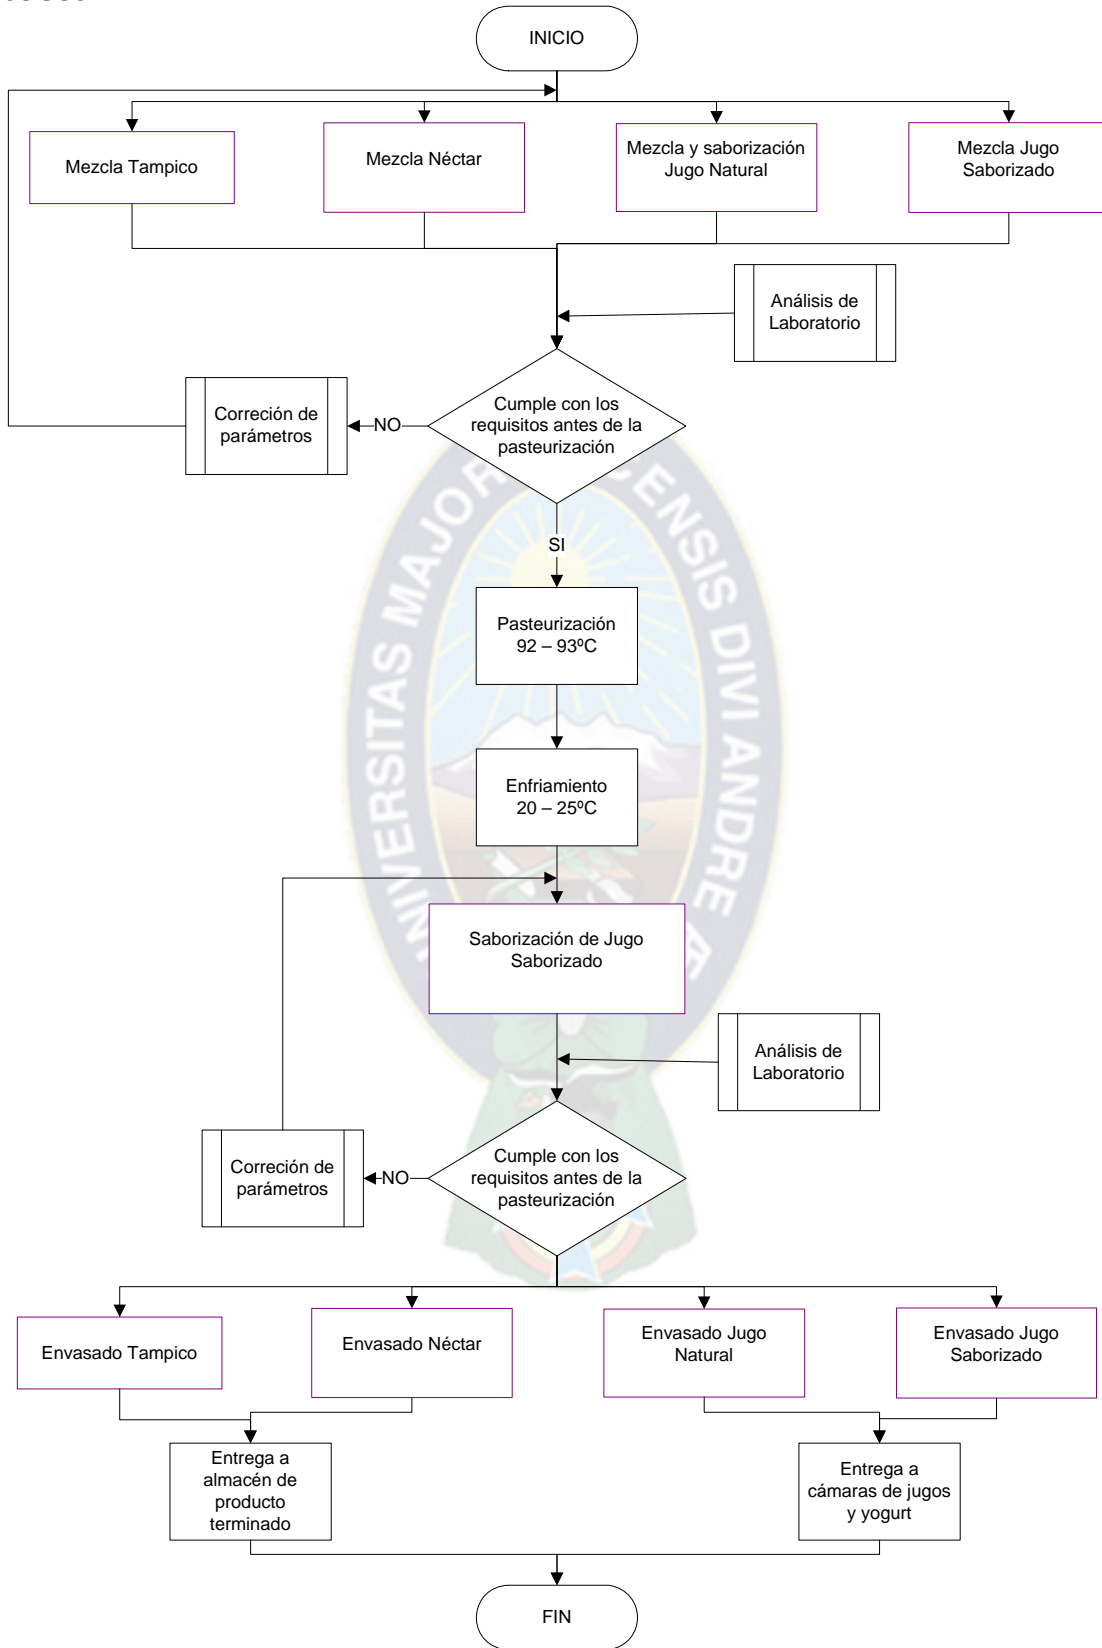 INICIO
Mezcla Tampico
Mezcla Néctar
Mezcla y saborización
Jugo Natural
Mezcla Jugo
Saborizado
Análisis de
Laboratorio
Correción de
parámetros
NO
Cumple con los
requisitos antes de la
pasteurización
SI
Pasteurización
92 – 93ºC
Enfriamiento
20 – 25ºC
Saborización de Jugo
Saborizado
Análisis de
Laboratorio
Correción de
parámetros
NO
Cumple con los
requisitos antes de la
pasteurización
Envasado Tampico
Envasado Néctar
Envasado Jugo
Natural
Envasado Jugo
Saborizado
Entrega a
almacén de
producto
terminado
Entrega a
cámaras de jugos
y yogurt
FIN